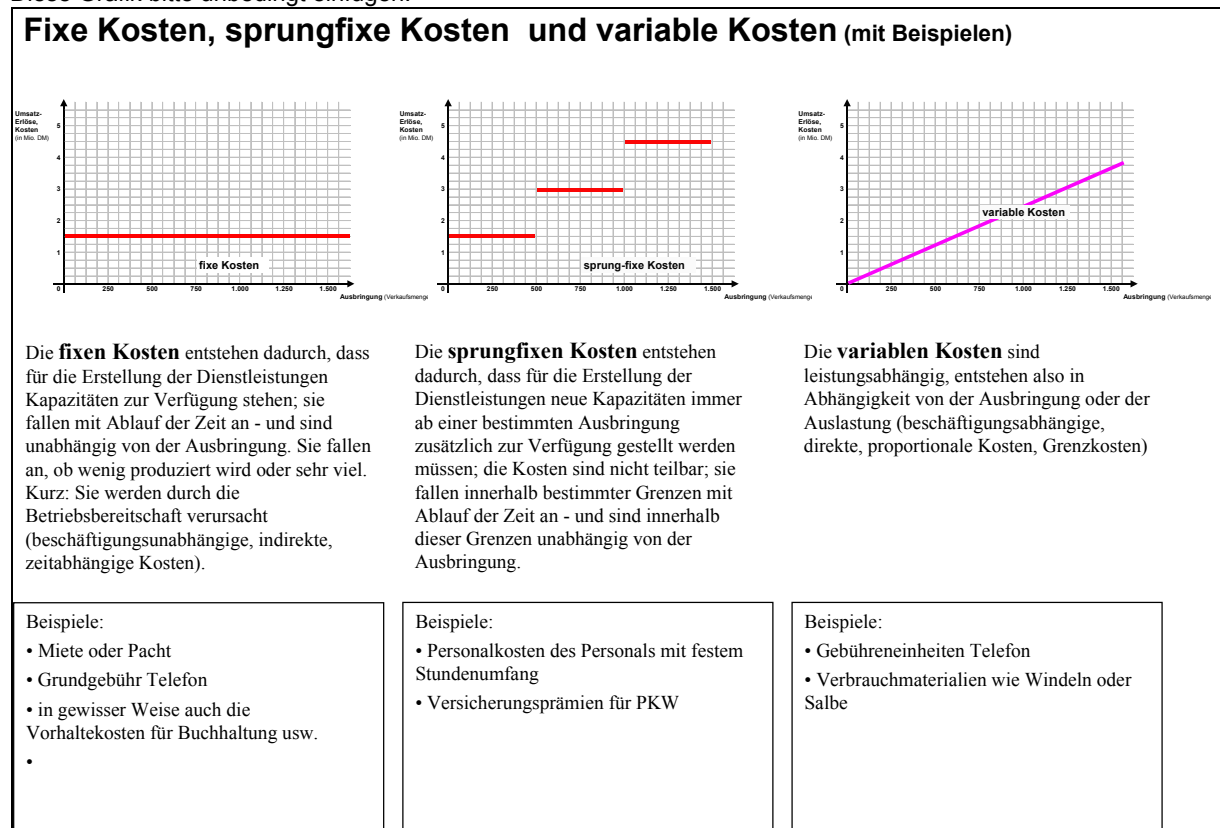 Diese Grafik bitte unbedingt einfügen:
Fixe Kosten, sprungfixe Kosten und variable Kosten (mit Beispielen)
Umsatz-
Erlöse,
Kosten
(in Mio. DM)
5
4
3
2
1
fixe Kosten
0 250 500 750 1.000 1.250 1.500
Ausbringung (Verkaufsmenge
Umsatz-
Erlöse,
Kosten
(in Mio. DM)
5
4
3
2
1
sprung-fixe Kosten
0 250 500 750 1.000 1.250 1.500
Ausbringung (Verkaufsmenge
Umsatz-
Erlöse,
Kosten
(in Mio. DM)
5
4
3
2
1
variable Kosten
0 250 500 750 1.000 1.250 1.500
Ausbringung (Verkaufsmenge
Die fixen Kosten entstehen dadurch, dass
für die Erstellung der Dienstleistungen
Kapazitäten zur Verfügung stehen; sie
fallen mit Ablauf der Zeit an - und sind
unabhängig von der Ausbringung. Sie fallen
an, ob wenig produziert wird oder sehr viel.
Kurz: Sie werden durch die
Betriebsbereitschaft verursacht
(beschäftigungsunabhängige, indirekte,
zeitabhängige Kosten).
Die sprungfixen Kosten entstehen
dadurch, dass für die Erstellung der
Dienstleistungen neue Kapazitäten immer
ab einer bestimmten Ausbringung
zusätzlich zur Verfügung gestellt werden
müssen; die Kosten sind nicht teilbar; sie
fallen innerhalb bestimmter Grenzen mit
Ablauf der Zeit an - und sind innerhalb
dieser Grenzen unabhängig von der
Ausbringung.
Die variablen Kosten sind
leistungsabhängig, entstehen also in
Abhängigkeit von der Ausbringung oder der
Auslastung (beschäftigungsabhängige,
direkte, proportionale Kosten, Grenzkosten)
Beispiele:
• Miete oder Pacht
• Grundgebühr Telefon
• in gewisser Weise auch die
Vorhaltekosten für Buchhaltung usw.
•
Beispiele:
• Personalkosten des Personals mit festem
Stundenumfang
• Versicherungsprämien für PKW
Beispiele:
• Gebühreneinheiten Telefon
• Verbrauchmaterialien wie Windeln oder
Salbe